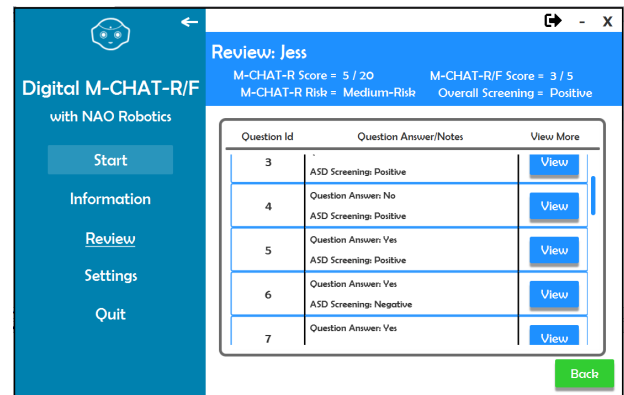 Digital M-CHAT-R/F
with NAO Robotics
Start
Information
Review
Settings
Quit
- X
Review: Jess
M-CHAT-R Score = 5 / 20 M-CHAT-R/F Score = 3 / 5
M-CHAT-R Risk = Medium-Risk Overall Screening = Positive
Question Id Question Answer/Notes View More
3 ASD Screening: Positive View
Question Answer: No
4 View
ASD Screening: Positive
Question Answer: Yes
5 View
ASD Screening: Positive
Question Answer: Yes
6 View
ASD Screening: Negative
Question Answer: Yes
7 View
Back